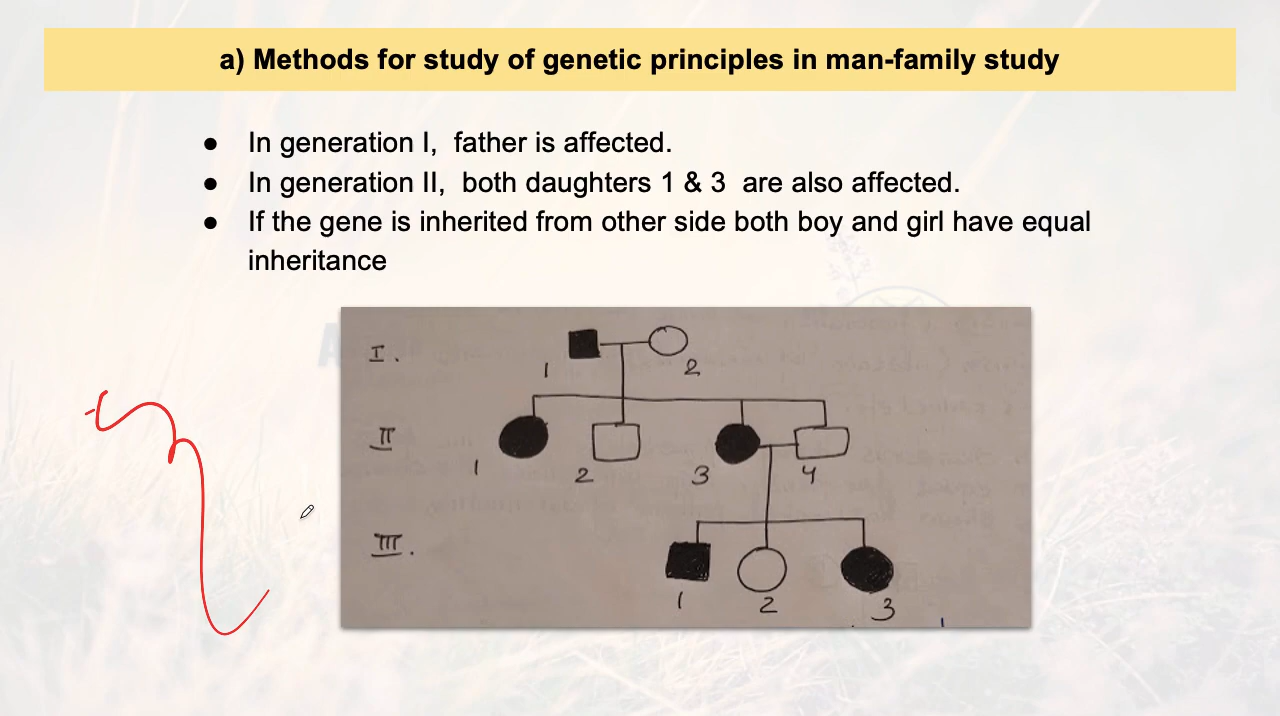 a) Methods for study of genetic principles in man-family study
● In generation I,  father is affected.
● In generation II,  both daughters 1 & 3  are also affected.
● If the gene is inherited from other side both boy and girl have equal
inheritance
I.
1 2
II
1 2 3 4
III.
1 2 3